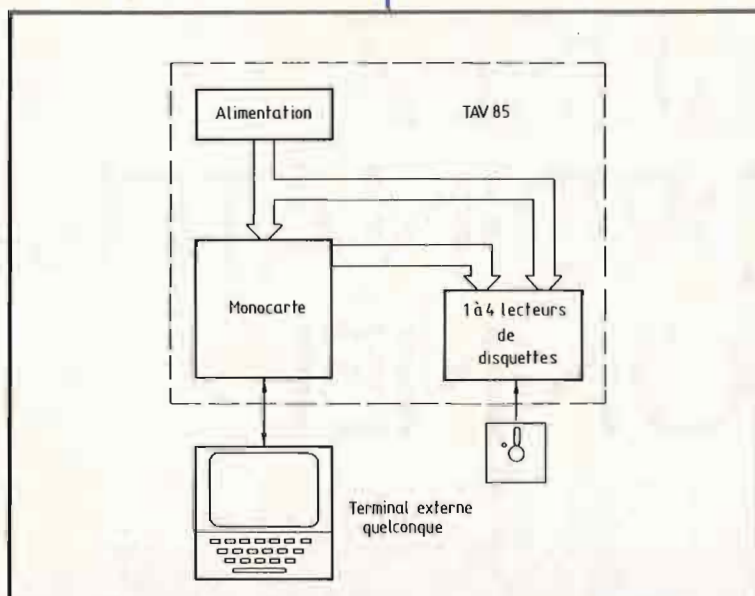 Alimentation
TAV 85
Monocarte
1 à 4 lecteurs
de
disquettes
Terminal externe
quelconque